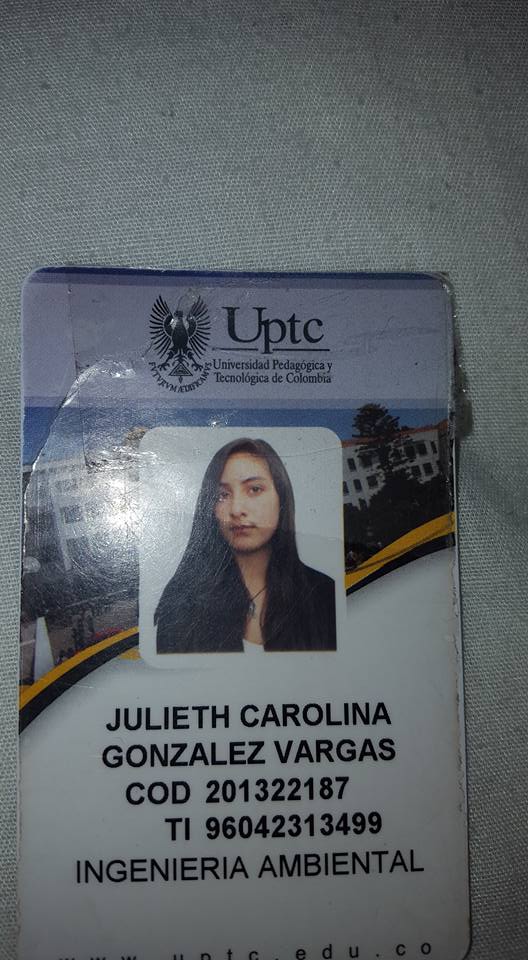 Uptc
Universidad Pedagógica y
Tecnológica de Colombia
JULIETH CAROLINA
GONZALEZ VARGAS
COD 201322187
TI 96042313499
INGENIERIA AMBIENTAL
www.uptc.edu.co